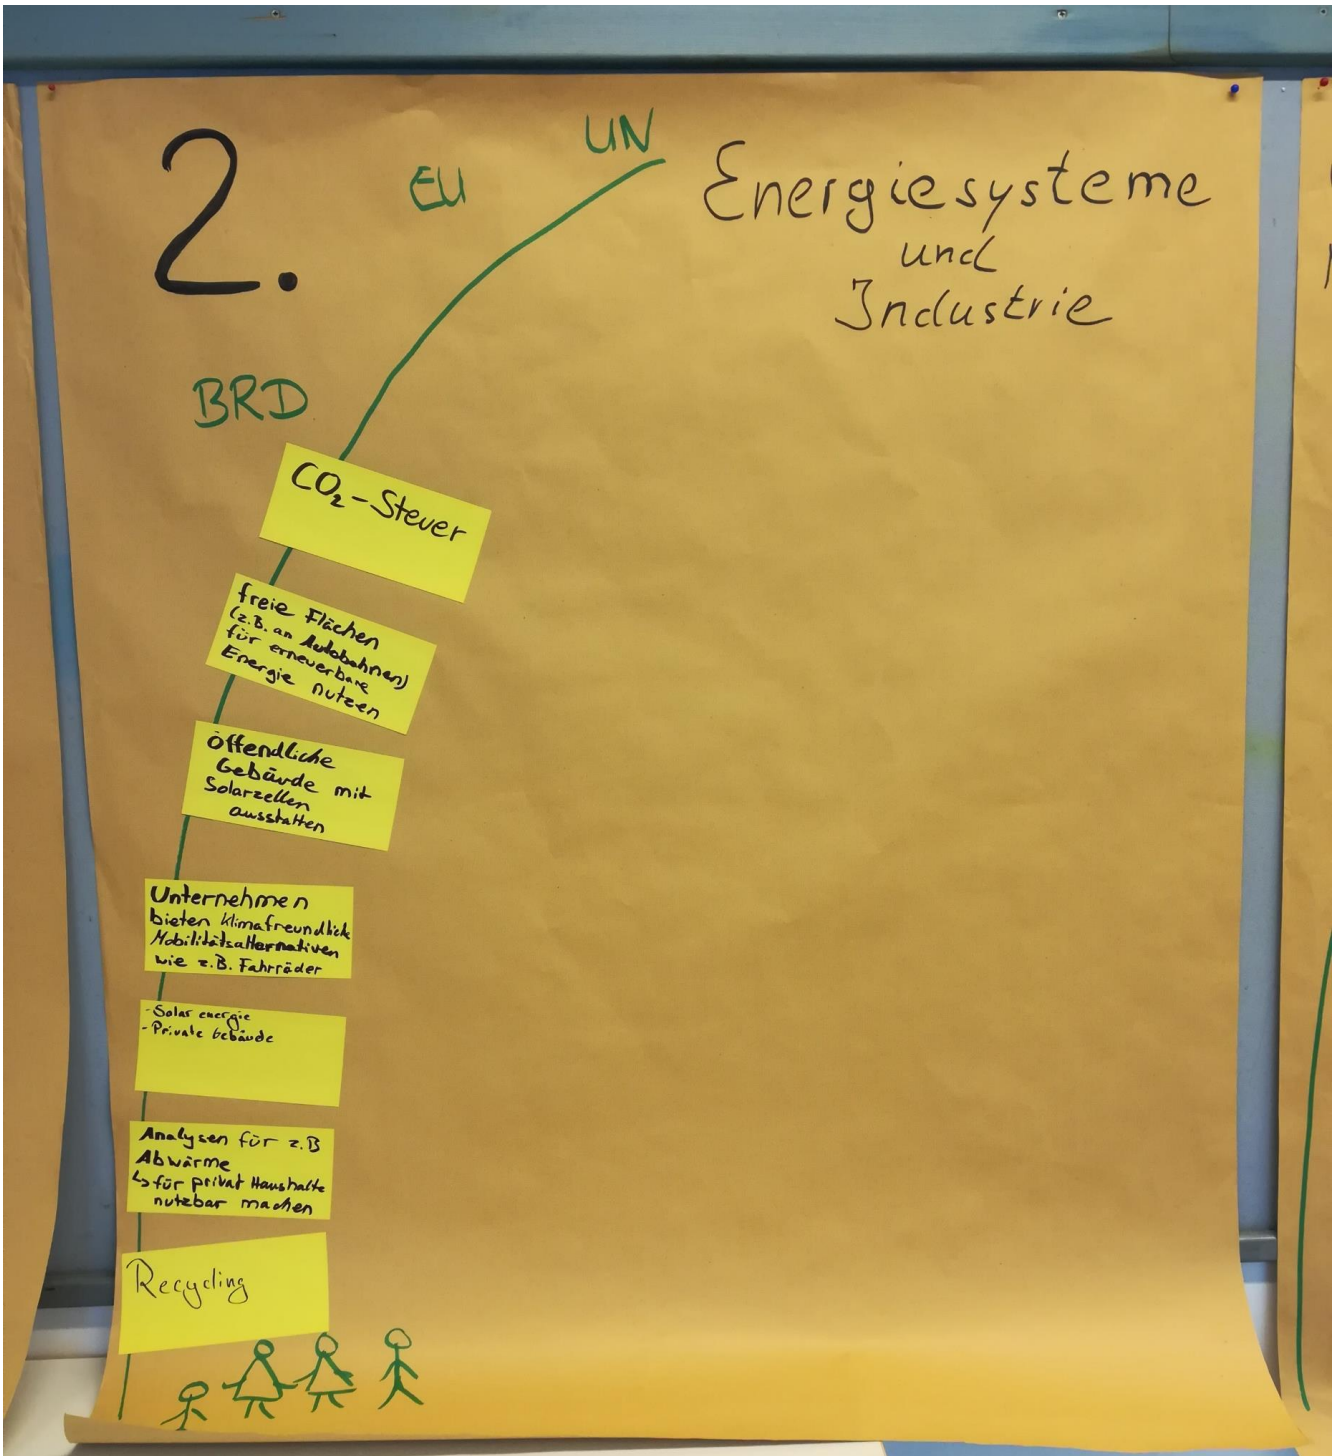 2.
UN
EU
Energiesysteme
und
Industrie
BRD
CO₂-Steuer
freie Flächen
(z.B. an Autobahnen)
für erneuerbare
Energie nutzen
öffendliche
Gebäude mit
Solarzellen
ausstatten
Unternehmen
bieten klimafreundlich
Mobilitätsalternativen
wie z.B. Fahrräder
- Solar energie
- Private Gebäude
Analysen für z.B
Abwärme
↳ für privat Haushalte
nutzbar machen
Recycling